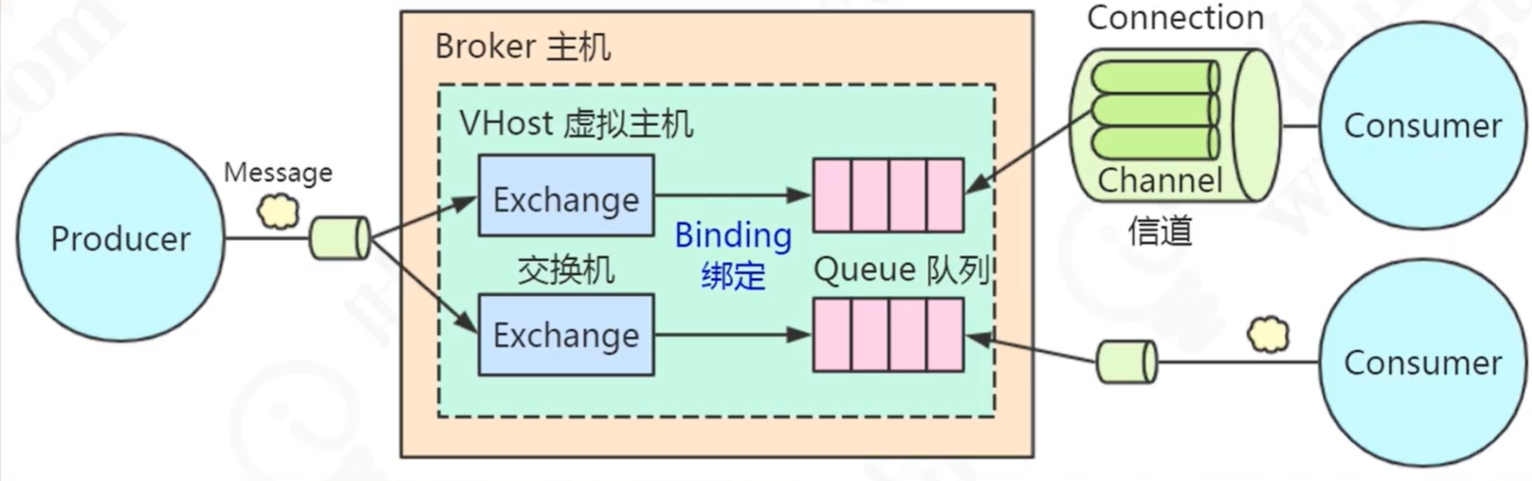 Connection
Broker 主机
VHost 虚拟主机
Message
Producer
Exchange
Binding
绑定
交换机
Queue 队列
Exchange
Channel
信道
Consumer
Consumer